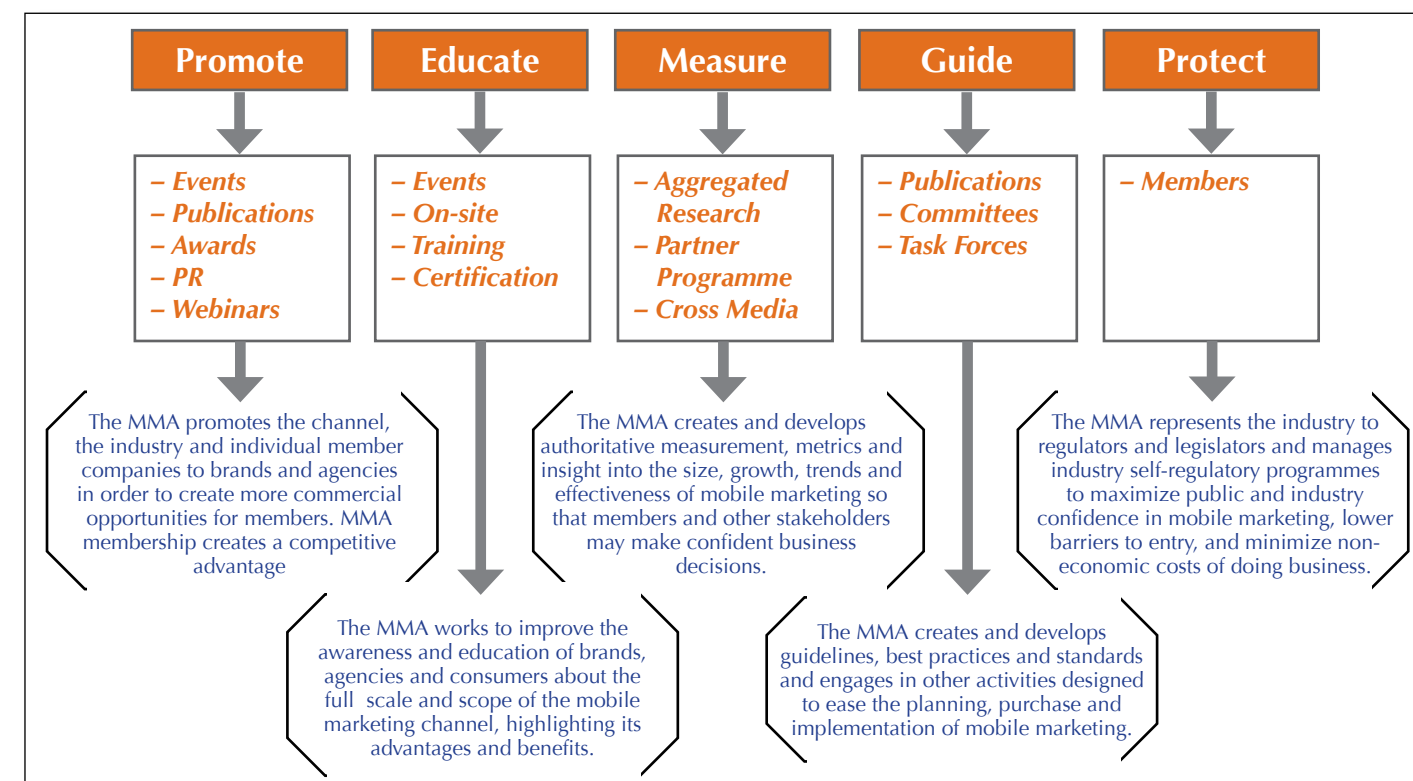 Promote
Educate
Measure
Guide
Protect
– Events
– Publications
– Awards
– PR
– Webinars
– Events
– On-site
– Training
– Certification
– Aggregated
Research
– Partner
Programme
– Cross Media
– Publications
– Committees
– Task Forces
– Members
The MMA promotes the channel,
the industry and individual member
companies to brands and agencies
in order to create more commercial
opportunities for members. MMA
membership creates a competitive
advantage
The MMA creates and develops
authoritative measurement, metrics and
insight into the size, growth, trends and
effectiveness of mobile marketing so
that members and other stakeholders
may make confident business
decisions.
The MMA represents the industry to
regulators and legislators and manages
industry self-regulatory programmes
to maximize public and industry
confidence in mobile marketing, lower
barriers to entry, and minimize non-
economic costs of doing business.
The MMA works to improve the
awareness and education of brands,
agencies and consumers about the
full scale and scope of the mobile
marketing channel, highlighting its
advantages and benefits.
The MMA creates and develops
guidelines, best practices and standards
and engages in other activities designed
to ease the planning, purchase and
implementation of mobile marketing.